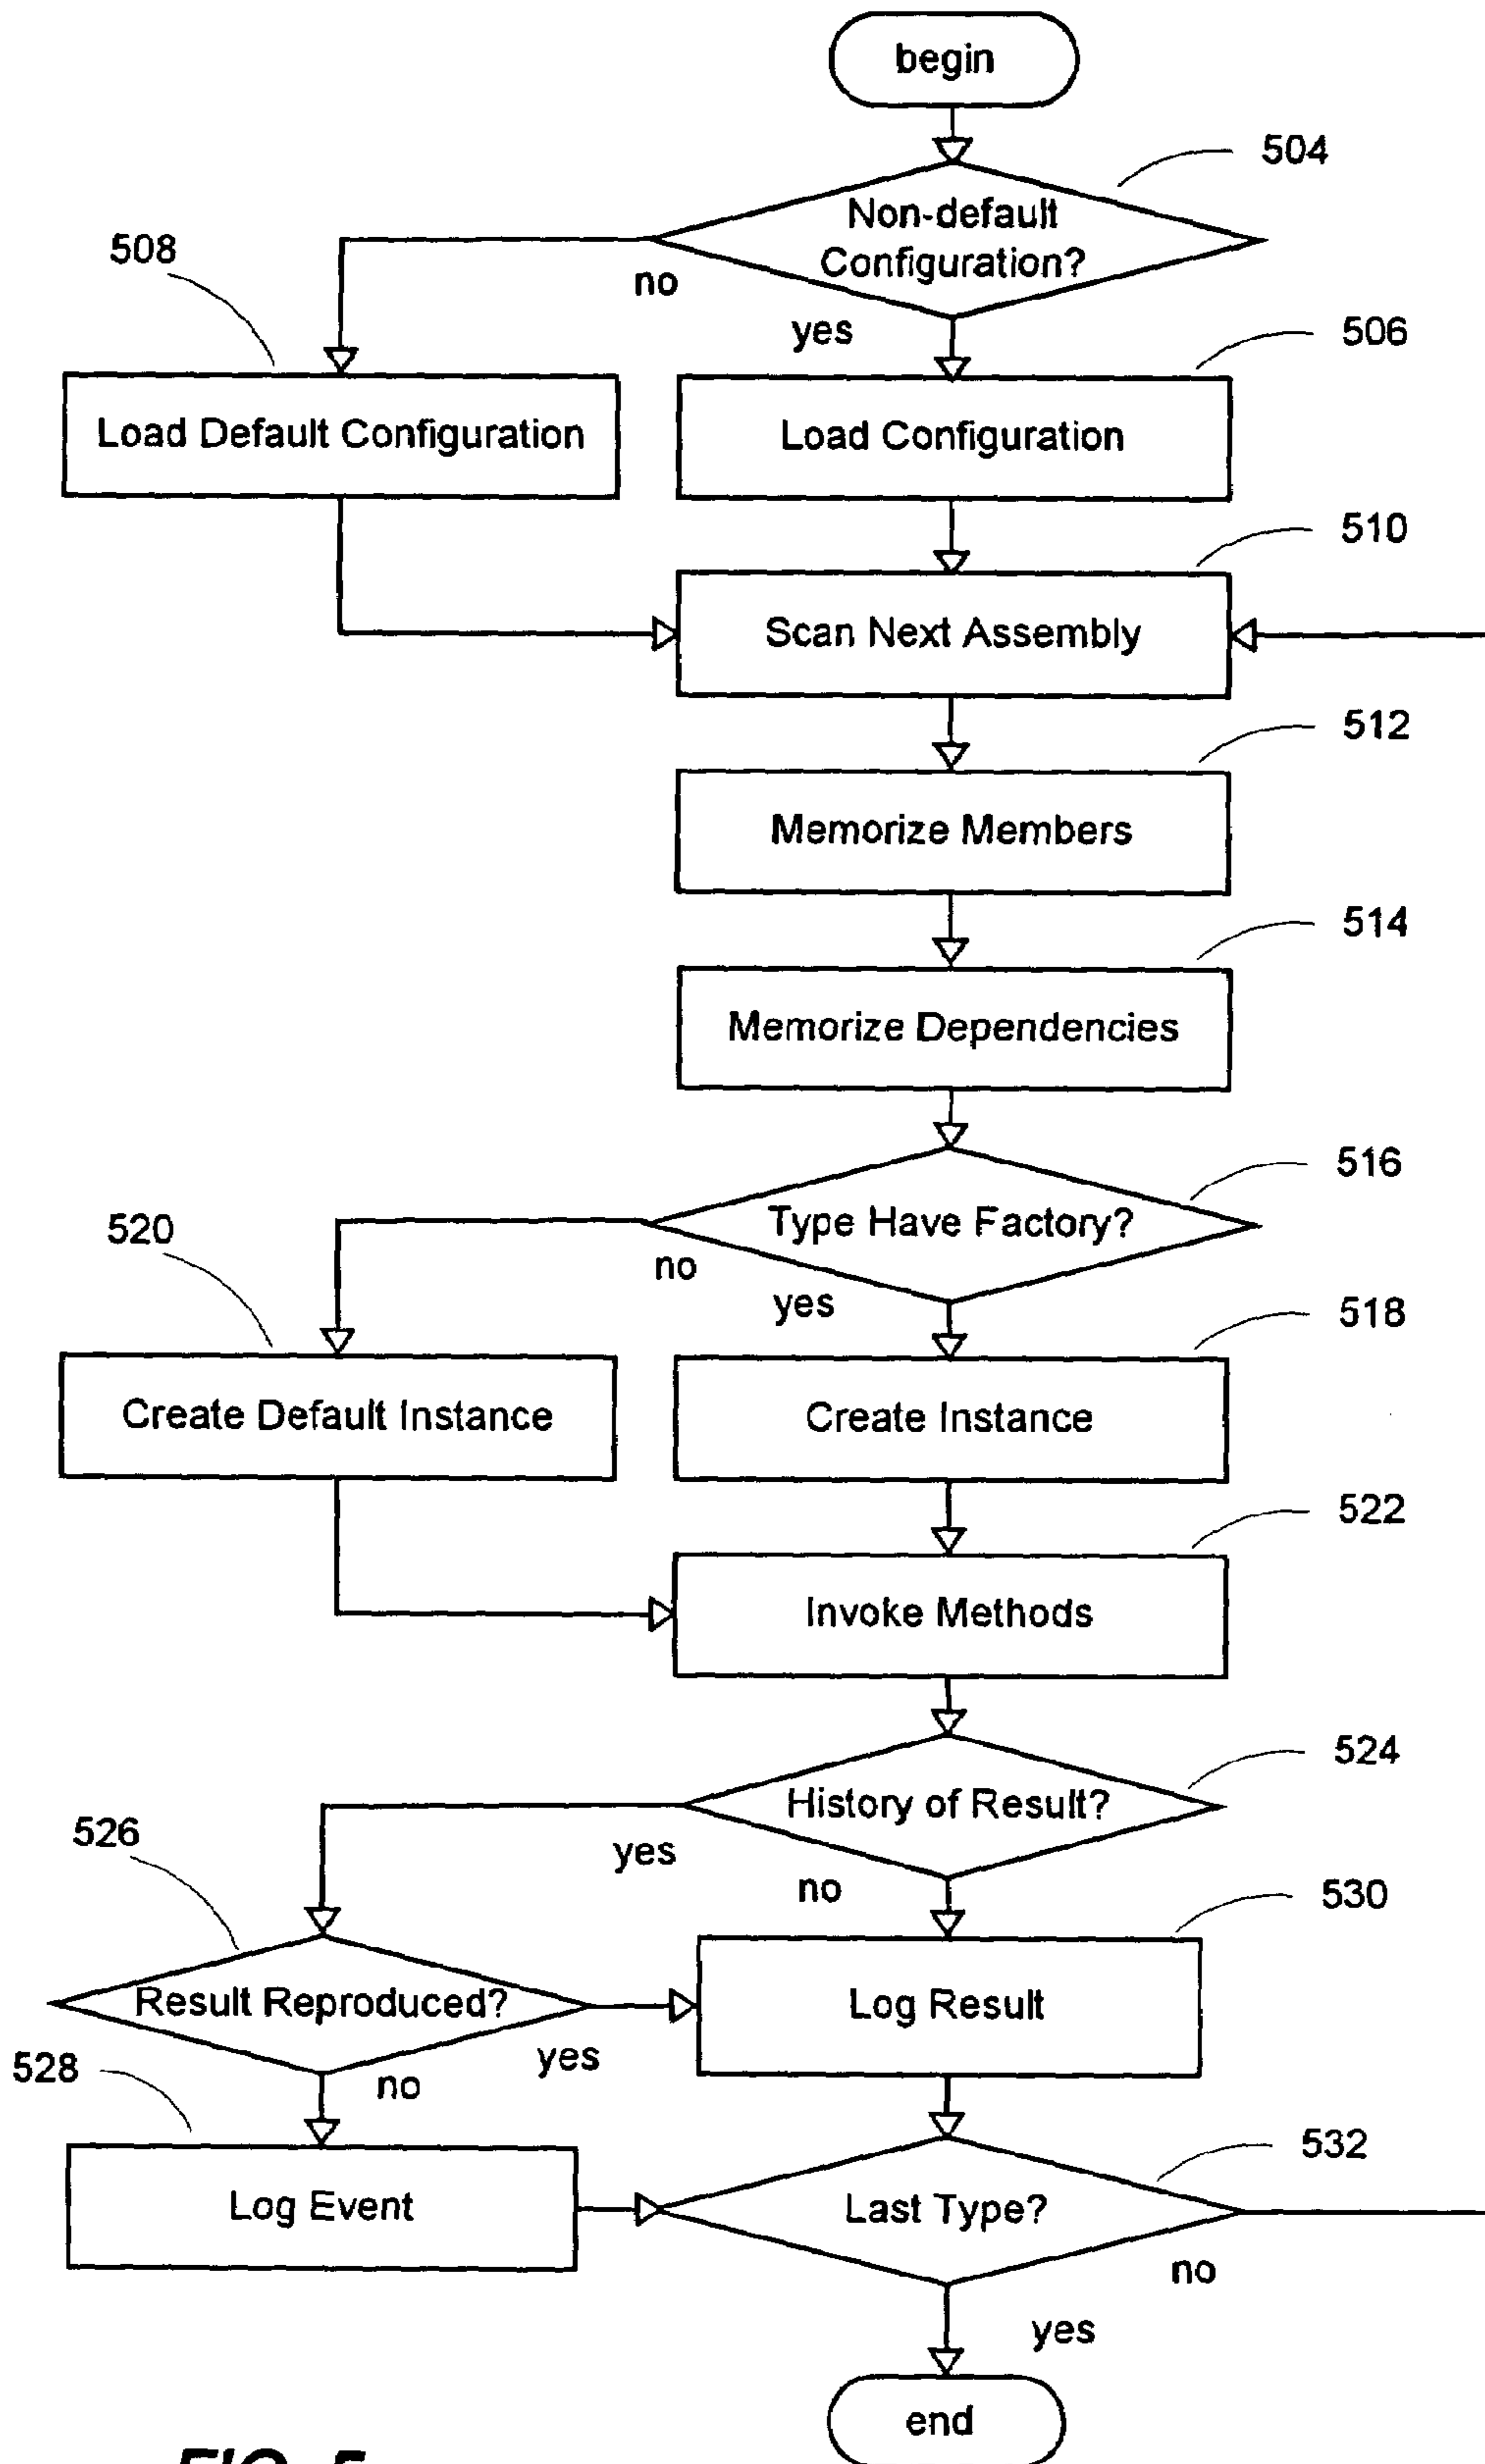 begin
504
Non-default
Configuration?
508
no
yes
506
Load Default Configuration
Load Configuration
510
Scan Next Assembly
512
Memorize Members
514
Memorize Dependencies
516
Type Have Factory?
520
no
yes
518
Create Default Instance
Create Instance
522
Invoke Methods
524
History of Result?
526
yes
no
530
Result Reproduced?
Log Result
528
no
yes
532
Log Event
Last Type?
no
yes
end
FIG. 5